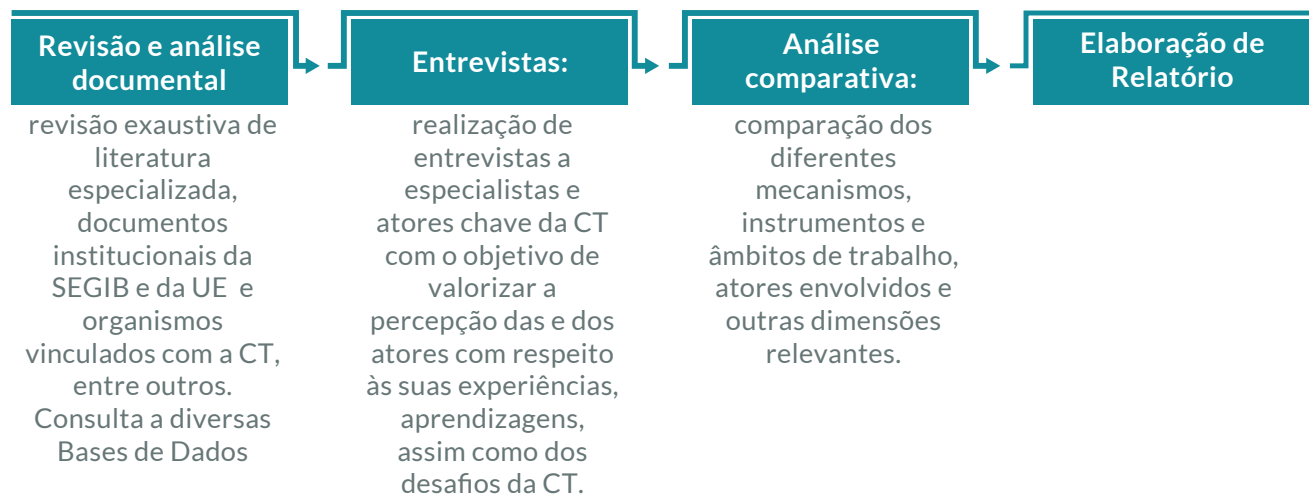 Revisão e análise
documental
revisão exaustiva de
literatura
especializada,
documentos
institucionais da
SEGIB e da UE e
organismos
vinculados com a CT,
entre outros.
Consulta a diversas
Bases de Dados
Entrevistas:
realização de
entrevistas a
especialistas e
atores chave da CT
com o objetivo de
valorizar a
percepção das e dos
atores com respeito
às suas experiências,
aprendizagens,
assim como dos
desafios da CT.
Análise
comparativa:
comparação dos
diferentes
mecanismos,
instrumentos e
âmbitos de trabalho,
atores envolvidos e
outras dimensões
relevantes.
Elaboração de
Relatório